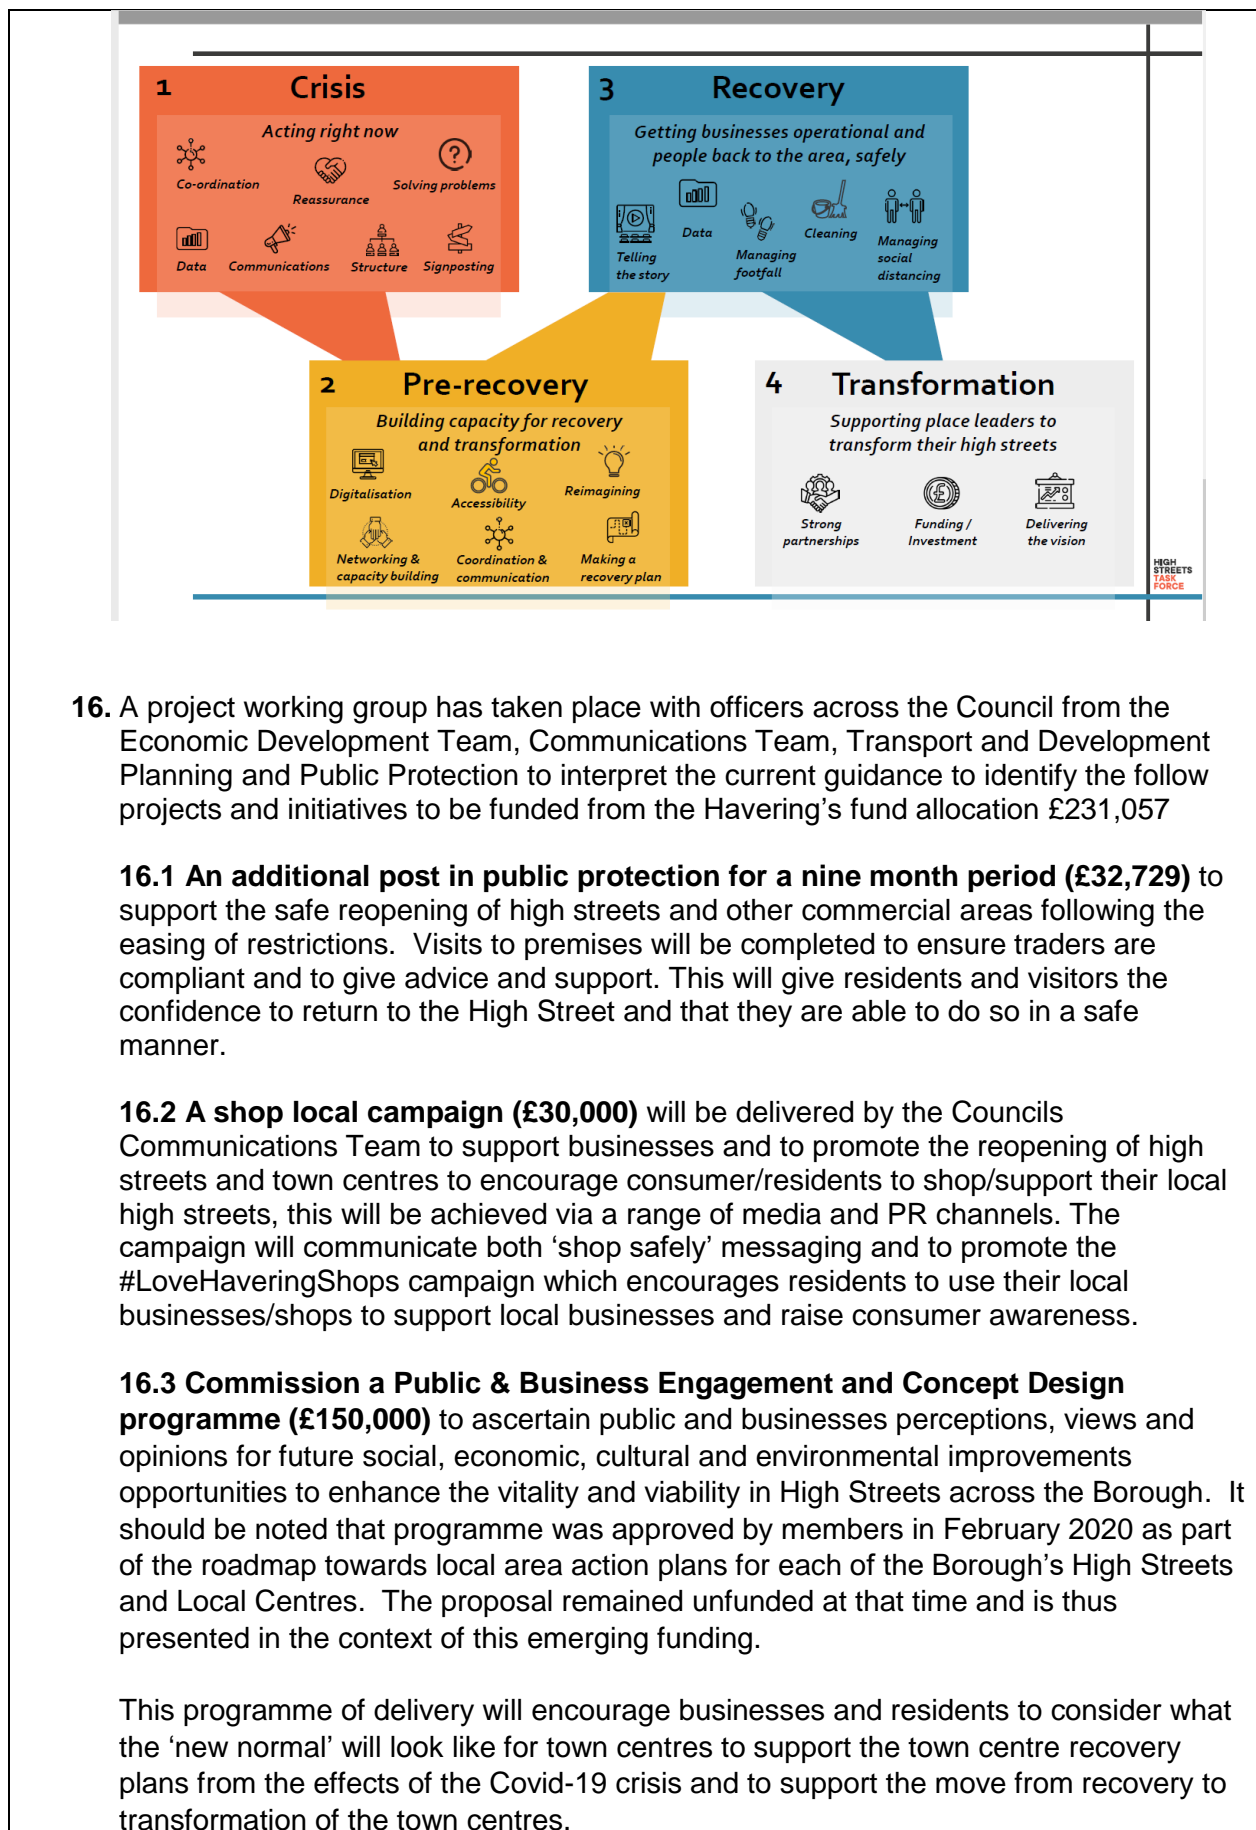 1 Crisis
Acting right now
Co-ordination
Reassurance
Solving problems
Data
Communications
Structure
Signposting
2 Pre-recovery
Building capacity for recovery
and transformation
Digitalisation
Accessibility
Reimagining
Networking &
capacity building
Coordination &
communication
Making a
recovery plan
3 Recovery
Getting businesses operational and
people back to the area, safely
Telling
the story
Data
Managing
footfall
Cleaning
Managing
social
distancing
4 Transformation
Supporting place leaders to
transform their high streets
Strong
partnerships
Funding /
Investment
Delivering
the vision
HIGH
STREETS
TASK
FORCE
16. A project working group has taken place with officers across the Council from the
Economic Development Team, Communications Team, Transport and Development
Planning and Public Protection to interpret the current guidance to identify the follow
projects and initiatives to be funded from the Havering’s fund allocation £231,057
16.1 An additional post in public protection for a nine month period (£32,729) to
support the safe reopening of high streets and other commercial areas following the
easing of restrictions. Visits to premises will be completed to ensure traders are
compliant and to give advice and support. This will give residents and visitors the
confidence to return to the High Street and that they are able to do so in a safe
manner.
16.2 A shop local campaign (£30,000) will be delivered by the Councils
Communications Team to support businesses and to promote the reopening of high
streets and town centres to encourage consumer/residents to shop/support their local
high streets, this will be achieved via a range of media and PR channels. The
campaign will communicate both ‘shop safely’ messaging and to promote the
#LoveHaveringShops campaign which encourages residents to use their local
businesses/shops to support local businesses and raise consumer awareness.
16.3 Commission a Public & Business Engagement and Concept Design
programme (£150,000) to ascertain public and businesses perceptions, views and
opinions for future social, economic, cultural and environmental improvements
opportunities to enhance the vitality and viability in High Streets across the Borough. It
should be noted that programme was approved by members in February 2020 as part
of the roadmap towards local area action plans for each of the Borough’s High Streets
and Local Centres. The proposal remained unfunded at that time and is thus
presented in the context of this emerging funding.
This programme of delivery will encourage businesses and residents to consider what
the ‘new normal’ will look like for town centres to support the town centre recovery
plans from the effects of the Covid-19 crisis and to support the move from recovery to
transformation of the town centres.